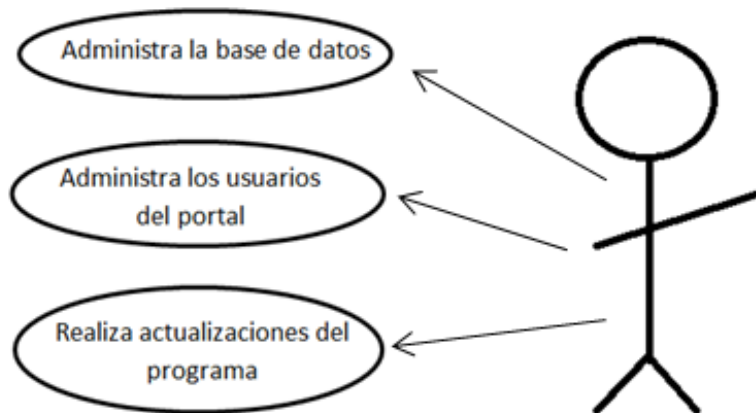 Administra la base de datos
Administra los usuarios
del portal
Realiza actualizaciones del
programa